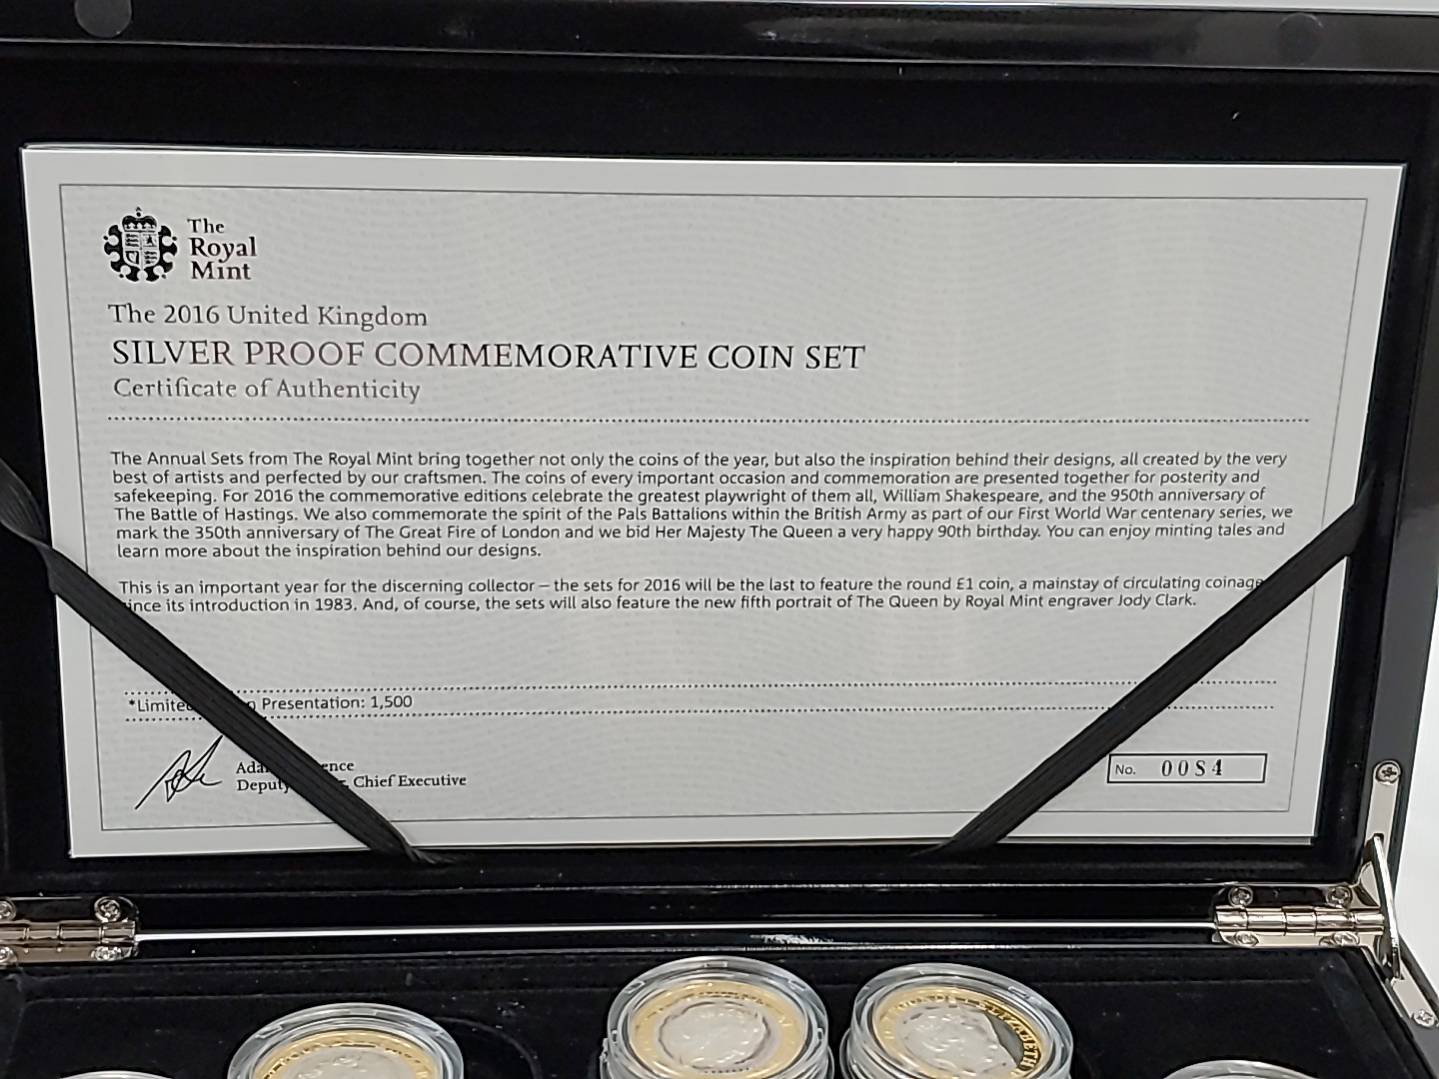 The
Royal
Mint
The 2016 United Kingdom
SILVER PROOF COMMEMORATIVE COIN SET
Certificate of Authenticity
The Annual Sets from The Royal Mint bring together not only the coins of the year, but also the inspiration behind their designs, all created by the very
best of artists and perfected by our craftsmen. The coins of every important occasion and commemoration are presented together for posterity and
safekeeping. For 2016 the commemorative editions celebrate the greatest playwright of them all, William Shakespeare, and the 950th anniversary of
The Battle of Hastings. We also commemorate the spirit of the Pals Battalions within the British Army as part of our First World War centenary series, we
mark the 350th anniversary of The Great Fire of London and we bid Her Majesty The Queen a very happy 90th birthday. You can enjoy minting tales and
learn more about the inspiration behind our designs.
This is an important year for the discerning collector – the sets for 2016 will be the last to feature the round £1 coin, a mainstay of circulating coinage
since its introduction in 1983. And, of course, the sets will also feature the new fifth portrait of The Queen by Royal Mint engraver Jody Clark.
*Limited Presentation: 1,500
Deputy Chief Executive
No. 0084
ELIZABETH